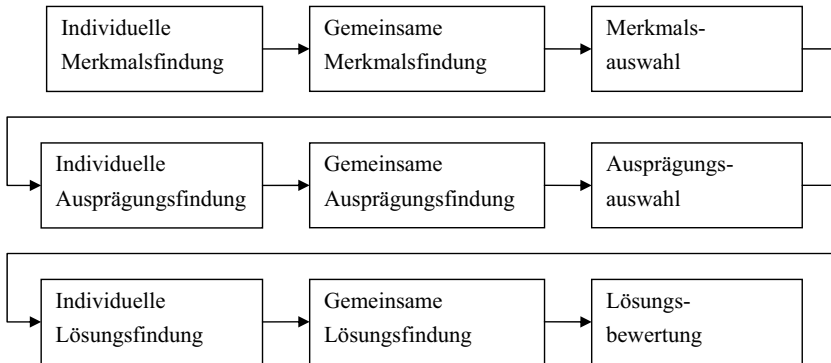 Individuelle
Merkmalsfindung
Gemeinsame
Merkmalsfindung
Merkmals-
auswahl
Individuelle
Ausprägungsfindung
Gemeinsame
Ausprägungsfindung
Ausprägungs-
auswahl
Individuelle
Lösungsfindung
Gemeinsame
Lösungsfindung
Lösungs-
bewertung